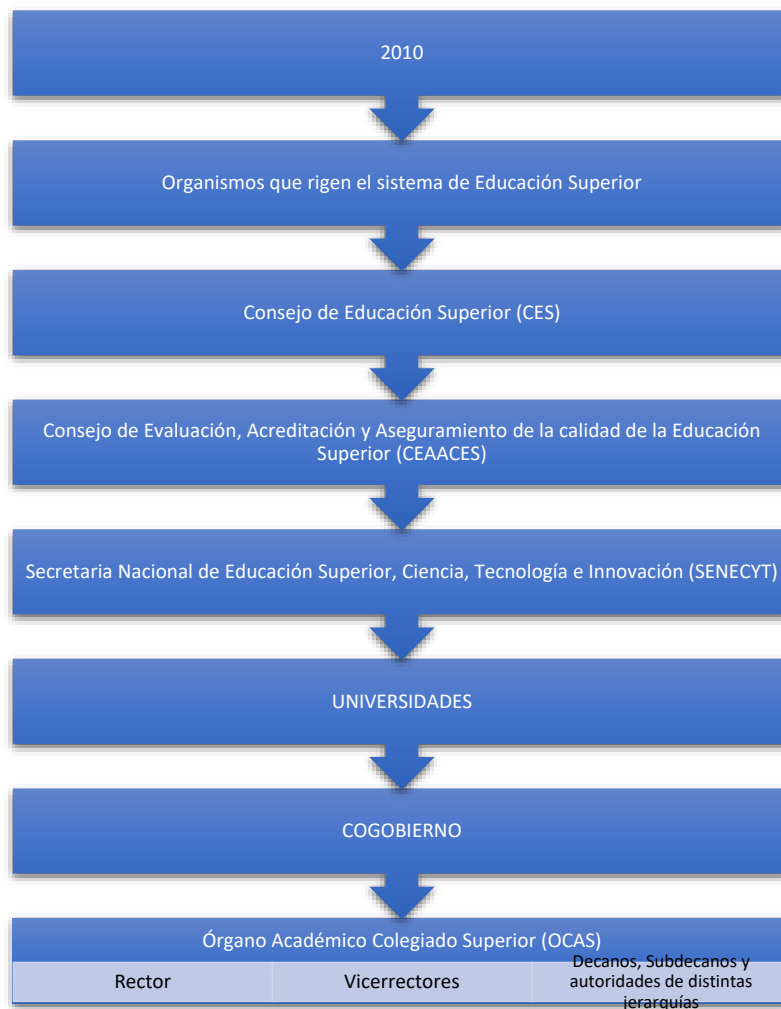 2010
Organismos que rigen el sistema de Educación Superior
Consejo de Educación Superior (CES)
Consejo de Evaluación, Acreditación y Aseguramiento de la calidad de la Educación
Superior (CEAACES)
Secretaria Nacional de Educación Superior, Ciencia, Tecnología e Innovación (SENECYT)
UNIVERSIDADES
COGOBIERNO
Órgano Académico Colegiado Superior (OCAS)
Rector
Vicerrectores
Decanos, Subdecanos y
autoridades de distintas
jerarquías